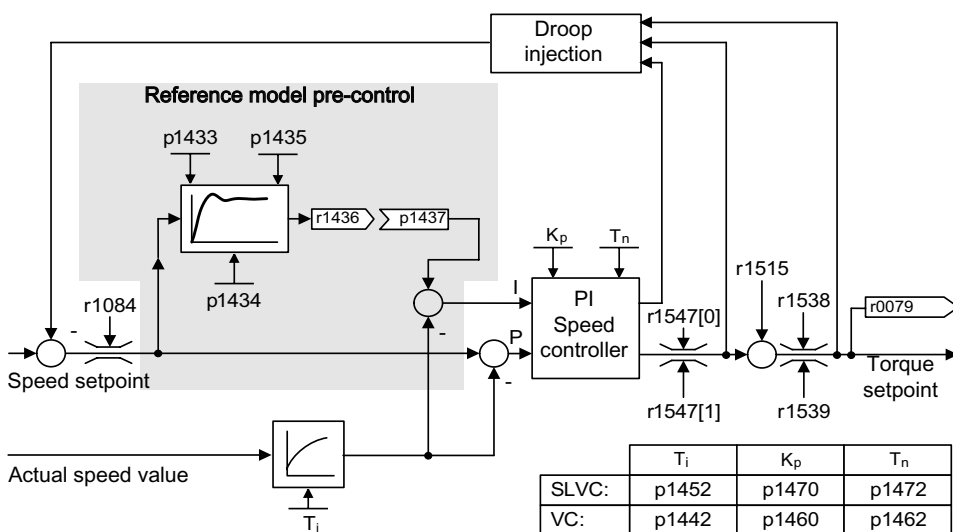 Droop
injection
Reference model pre-control
p1433
p1435
r1436
p1437
p1434
Kp
Tn
r1084
-
I
P
-
-
PI
Speed
controller
r1547[0]
r1547[1]
r1515
r1538
r1539
r0079
Speed setpoint
Torque
setpoint
Actual speed value
Ti
Ti Kp Tn
SLVC: p1452 p1470 p1472
VC: p1442 p1460 p1462